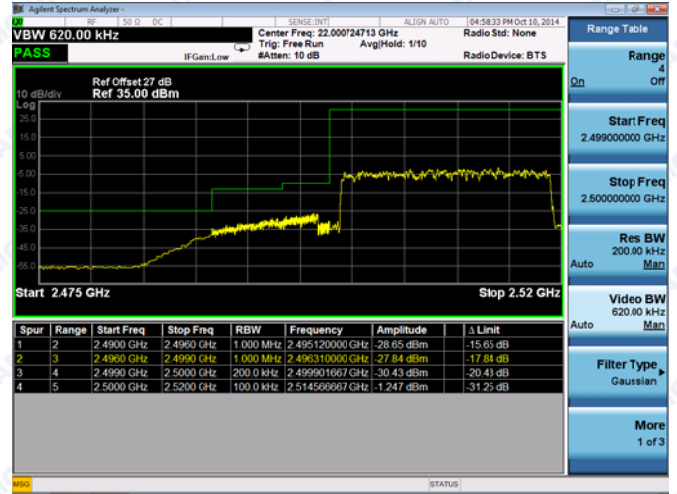 Agilent Spectrum Analyzer -
LXI RF 50 Ω DC SENSE:INT ALIGN AUTO 04:58:33 PM Oct 10, 2014
VBW 620.00 kHz
Center Freq: 22.000724713 GHz
Radio Std: None
Trig: Free Run Avg|Hold: 1/10
PASS
IFGain:Low
#Atten: 10 dB
Radio Device: BTS
Ref Offset 27 dB
10 dB/div Ref 35.00 dBm
Log
25.0
15.0
5.00
-5.00
-15.0
-25.0
-35.0
-45.0
-55.0
Start 2.475 GHz Stop 2.52 GHz
Spur Range Start Freq Stop Freq RBW Frequency Amplitude Δ Limit
1 2 2.4900 GHz 2.4960 GHz 1.000 MHz 2.495120000 GHz -28.65 dBm -15.65 dB
2 3 2.4960 GHz 2.4990 GHz 1.000 MHz 2.496310000 GHz -27.84 dBm -17.84 dB
3 4 2.4990 GHz 2.5000 GHz 200.0 kHz 2.499901667 GHz -30.43 dBm -20.43 dB
4 5 2.5000 GHz 2.5200 GHz 100.0 kHz 2.514566667 GHz -1.247 dBm -31.25 dB
MSG STATUS
Range Table
Range
4
On Off
Start Freq
2.499000000 GHz
Stop Freq
2.500000000 GHz
Res BW
200.00 kHz
Auto Man
Video BW
620.00 kHz
Auto Man
Filter Type
Gaussian
More
1 of 3